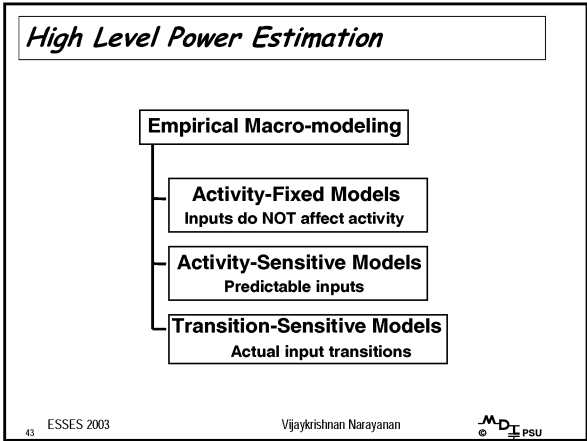 High Level Power Estimation
Empirical Macro-modeling
Activity-Fixed Models
Inputs do NOT affect activity
Activity-Sensitive Models
Predictable inputs
Transition-Sensitive Models
Actual input transitions
43 ESSES 2003 Vijaykrishnan Narayanan © MDL PSU